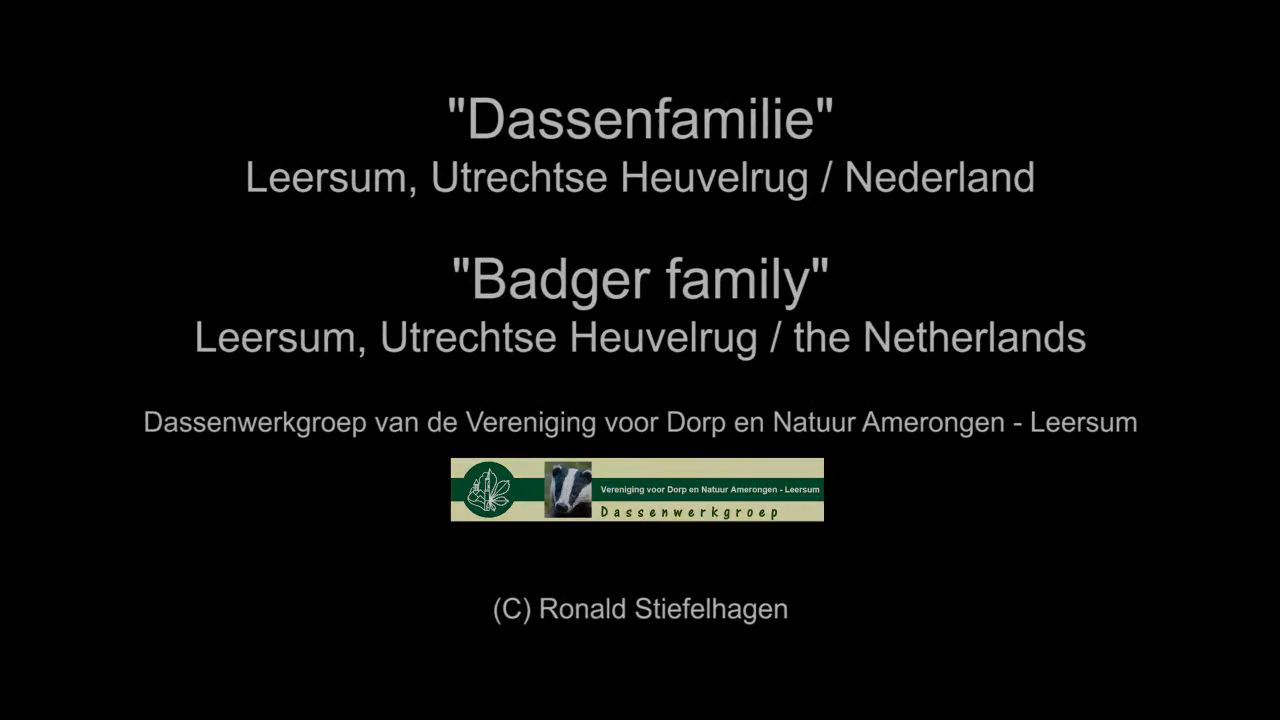 "Dassenfamilie"
Leersum, Utrechtse Heuvelrug / Nederland
"Badger family"
Leersum, Utrechtse Heuvelrug / the Netherlands
Dassenwerkgroep van de Vereniging voor Dorp en Natuur Amerongen - Leersum
Vereniging voor Dorp en Natuur Amerongen - Leersum
Dassenwerkgroep
(C) Ronald Stiefelhagen